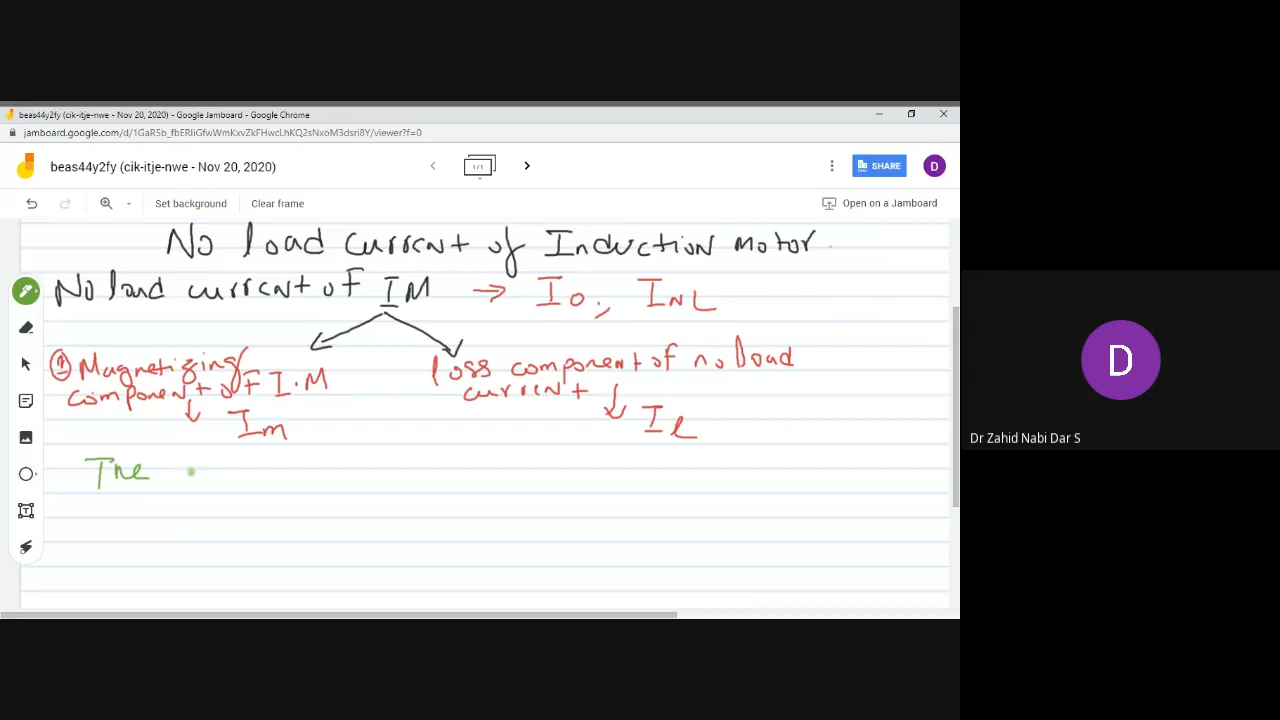 beas44y2fy (cik-itje-nwe - Nov 20, 2020) - Google Jamboard - Google Chrome
jamboard.google.com/d/1GaR5b_fbERliGfwWmKxvZkFHwcLhKQ2sNxoM3dsri8Y/viewer?f=0
beas44y2fy (cik-itje-nwe - Nov 20, 2020)
1/1
SHARE
D
Set background
Clear frame
Open on a Jamboard
No load current of Induction motor.
No load current of IM → Io, INL
Magnetizing/
component of I.M
Im
loss component of no load
current
Il
The
D
Dr Zahid Nabi Dar S